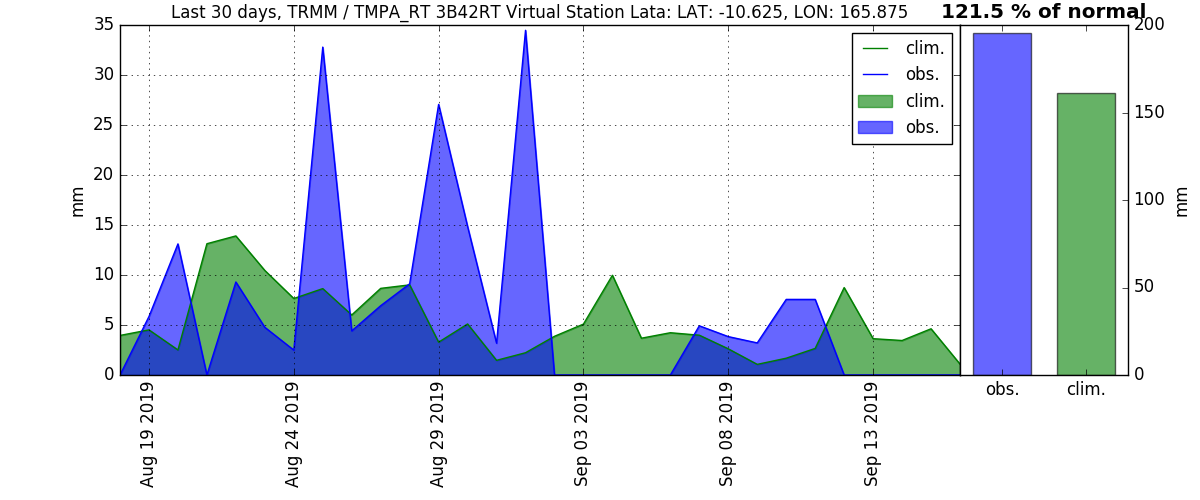 Last 30 days, TRMM / TMPA_RT 3B42RT Virtual Station Lata: LAT: -10.625, LON: 165.875
121.5 % of normal
35
30
25
20
15
10
5
0
mm
clim.
obs.
clim.
obs.
Aug 19 2019
Aug 24 2019
Aug 29 2019
Sep 03 2019
Sep 08 2019
Sep 13 2019
200
150
100
50
0
mm
obs.
clim.